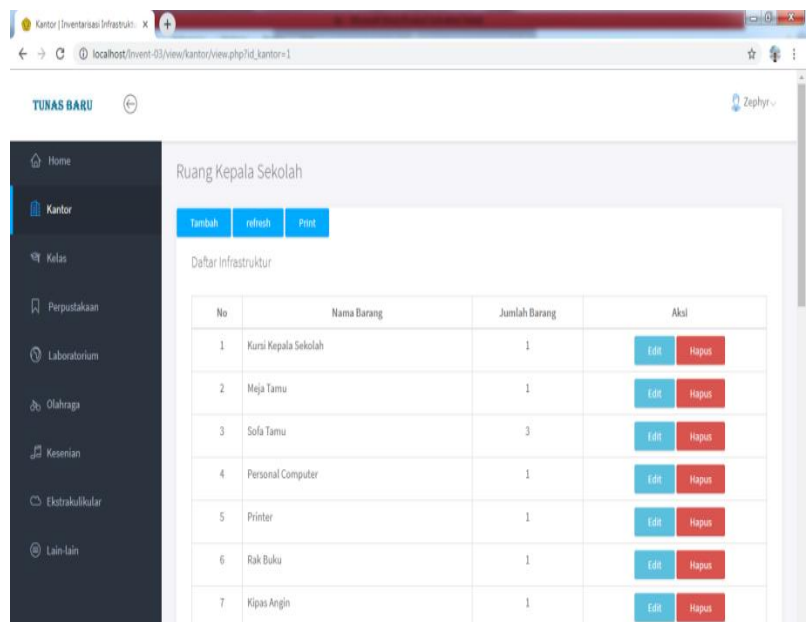 Kantor | Inventarisasi Infrastrukt
localhost/Invent-03/view/kantor/view.php?id_kantor=1
TUNAS BARU
Zephyr
Home
Kantor
Kelas
Perpustakaan
Laboratorium
Olahraga
Kesenian
Ekstrakulikular
Lain-lain
Ruang Kepala Sekolah
Tambah refresh Print
Daftar Infrastruktur
No Nama Barang Jumlah Barang Aksi
1 Kursi Kepala Sekolah 1 Edit Hapus
2 Meja Tamu 1 Edit Hapus
3 Sofa Tamu 3 Edit Hapus
4 Personal Computer 1 Edit Hapus
5 Printer 1 Edit Hapus
6 Rak Buku 1 Edit Hapus
7 Kipas Angin 1 Edit Hapus